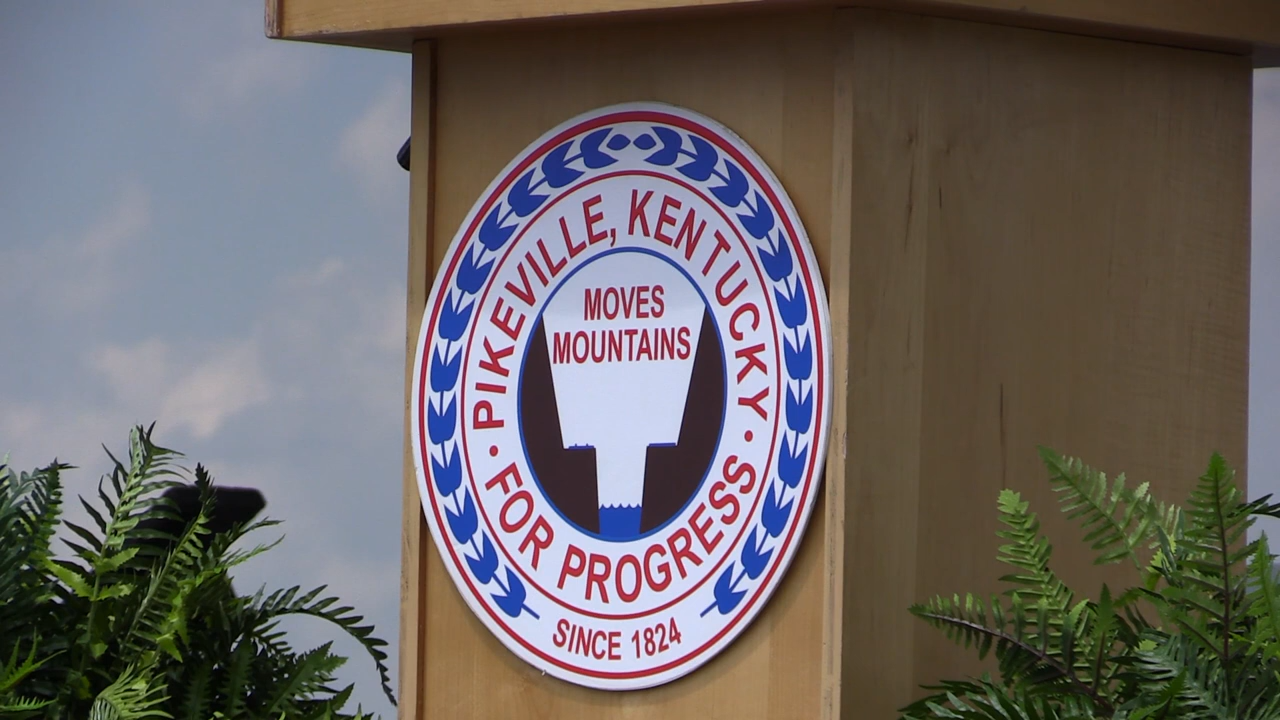 PIKEVILLE, KENTUCKY
MOVES
MOUNTAINS
· FOR PROGRESS ·
SINCE 1824